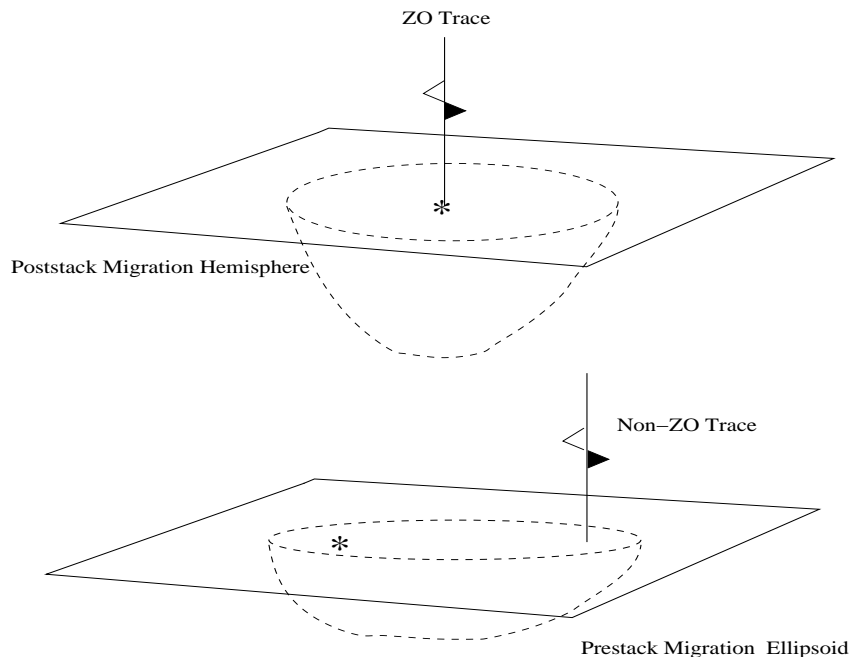 ZO Trace
Poststack Migration Hemisphere
*
Non−ZO Trace
*
Prestack Migration Ellipsoid